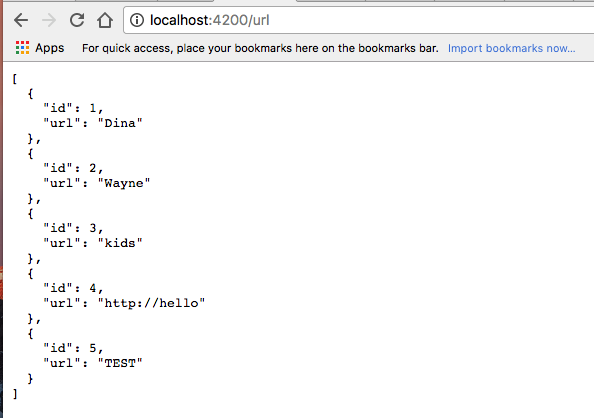 localhost:4200/url
Apps For quick access, place your bookmarks here on the bookmarks bar. Import bookmarks now...
[
  {
    "id": 1,
    "url": "Dina"
  },
  {
    "id": 2,
    "url": "Wayne"
  },
  {
    "id": 3,
    "url": "kids"
  },
  {
    "id": 4,
    "url": "http://hello"
  },
  {
    "id": 5,
    "url": "TEST"
  }
]